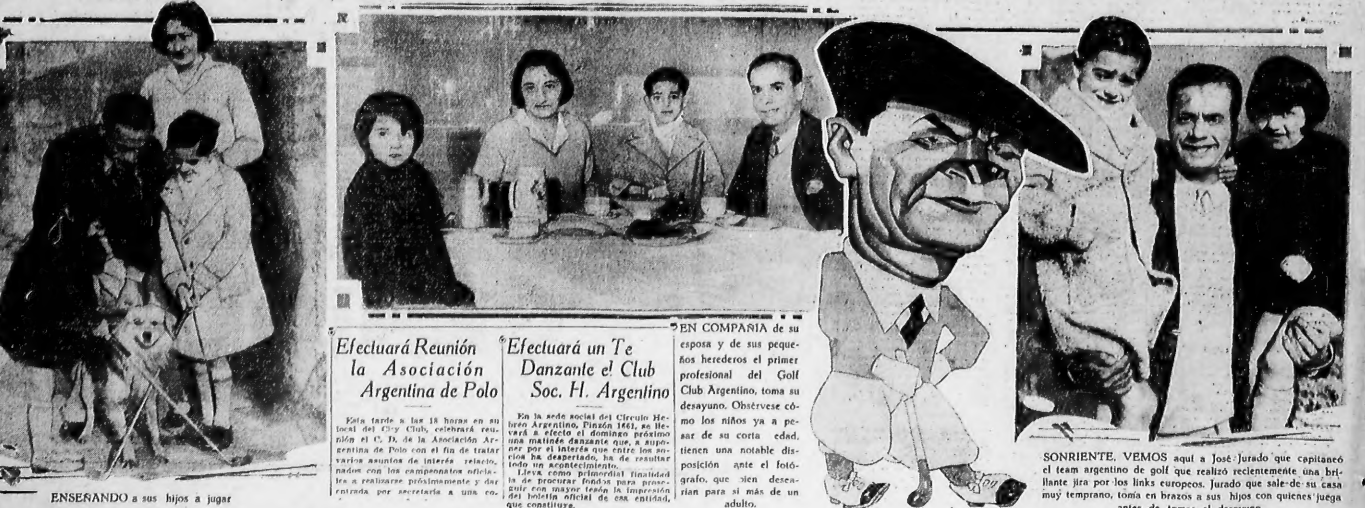 ENSEÑANDO a sus hijos a jugar
Efectuará Reunión
la Asociación
Argentina de Polo
Esta tarde a las 18 horas en su
local del City Club, celebrará reu-
nión el C. D. de la Asociación Ar-
gentina de Polo con el fin de tratar
varios asuntos de interés relacio-
nados con los campeonatos oficia-
les a realizarse próximamente y dar
entrada por secretaría a una co.
Efectuará un Te
Danzante el Club
Soc. H. Argentino
En la sede social del Círculo He-
breo Argentino, Pinzón 1661, se lle-
vará a efecto el domingo próximo
una matinée danzante que, a supo-
ner por el interés que entre los so-
cios ha despertado, ha de resultar
todo un acontecimiento.
Lleva como primordial finalidad
la de procurar fondos para prose-
guir con mayor tesón la impresión
del boletín oficial de esa entidad,
que constituye.
EN COMPAÑIA de su
esposa y de sus peque-
ños herederos el primer
profesional del Golf
Club Argentino, toma su
desayuno. Obsérvese có-
mo los niños ya a pe-
sar de su corta edad,
tienen una notable dis-
posición ante el fotó-
grafo, que bien desea-
rían para sí más de un
adulto.
SONRIENTE, VEMOS aquí a José Jurado que capitaneó
el team argentino de golf que realizó recientemente una bri-
llante jira por los links europeos. Jurado que sale de su casa
muy temprano, toma en brazos a sus hijos con quienes juega
antes de tomar el desayuno